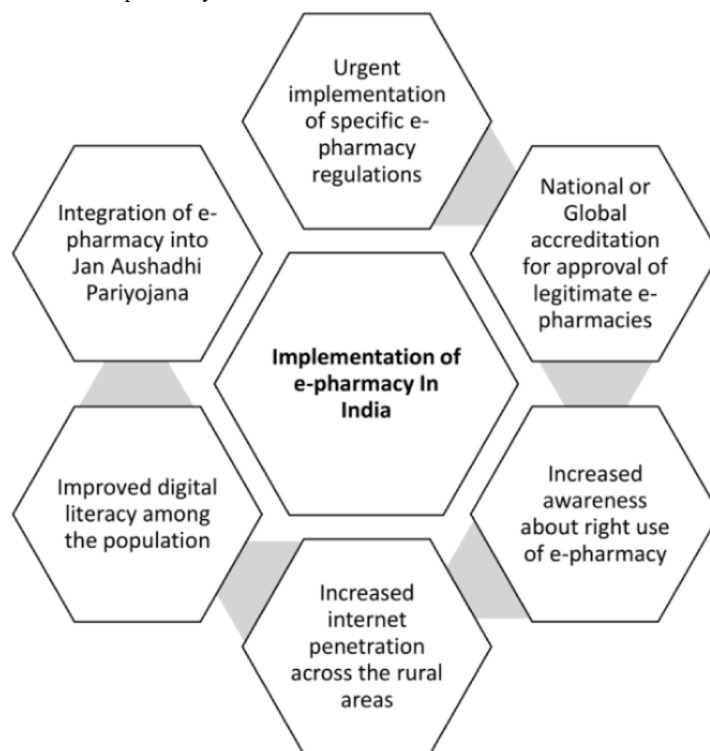 Urgent
implementation
of specific e-
pharmacy
regulations
National or
Global
accreditation
for approval of
legitimate e-
pharmacies
Increased
awareness
about right use
of e-pharmacy
Increased
internet
penetration
across the rural
areas
Improved digital
literacy among
the population
Integration of e-
pharmacy into
Jan Aushadhi
Pariyojana
Implementation of
e-pharmacy In
India